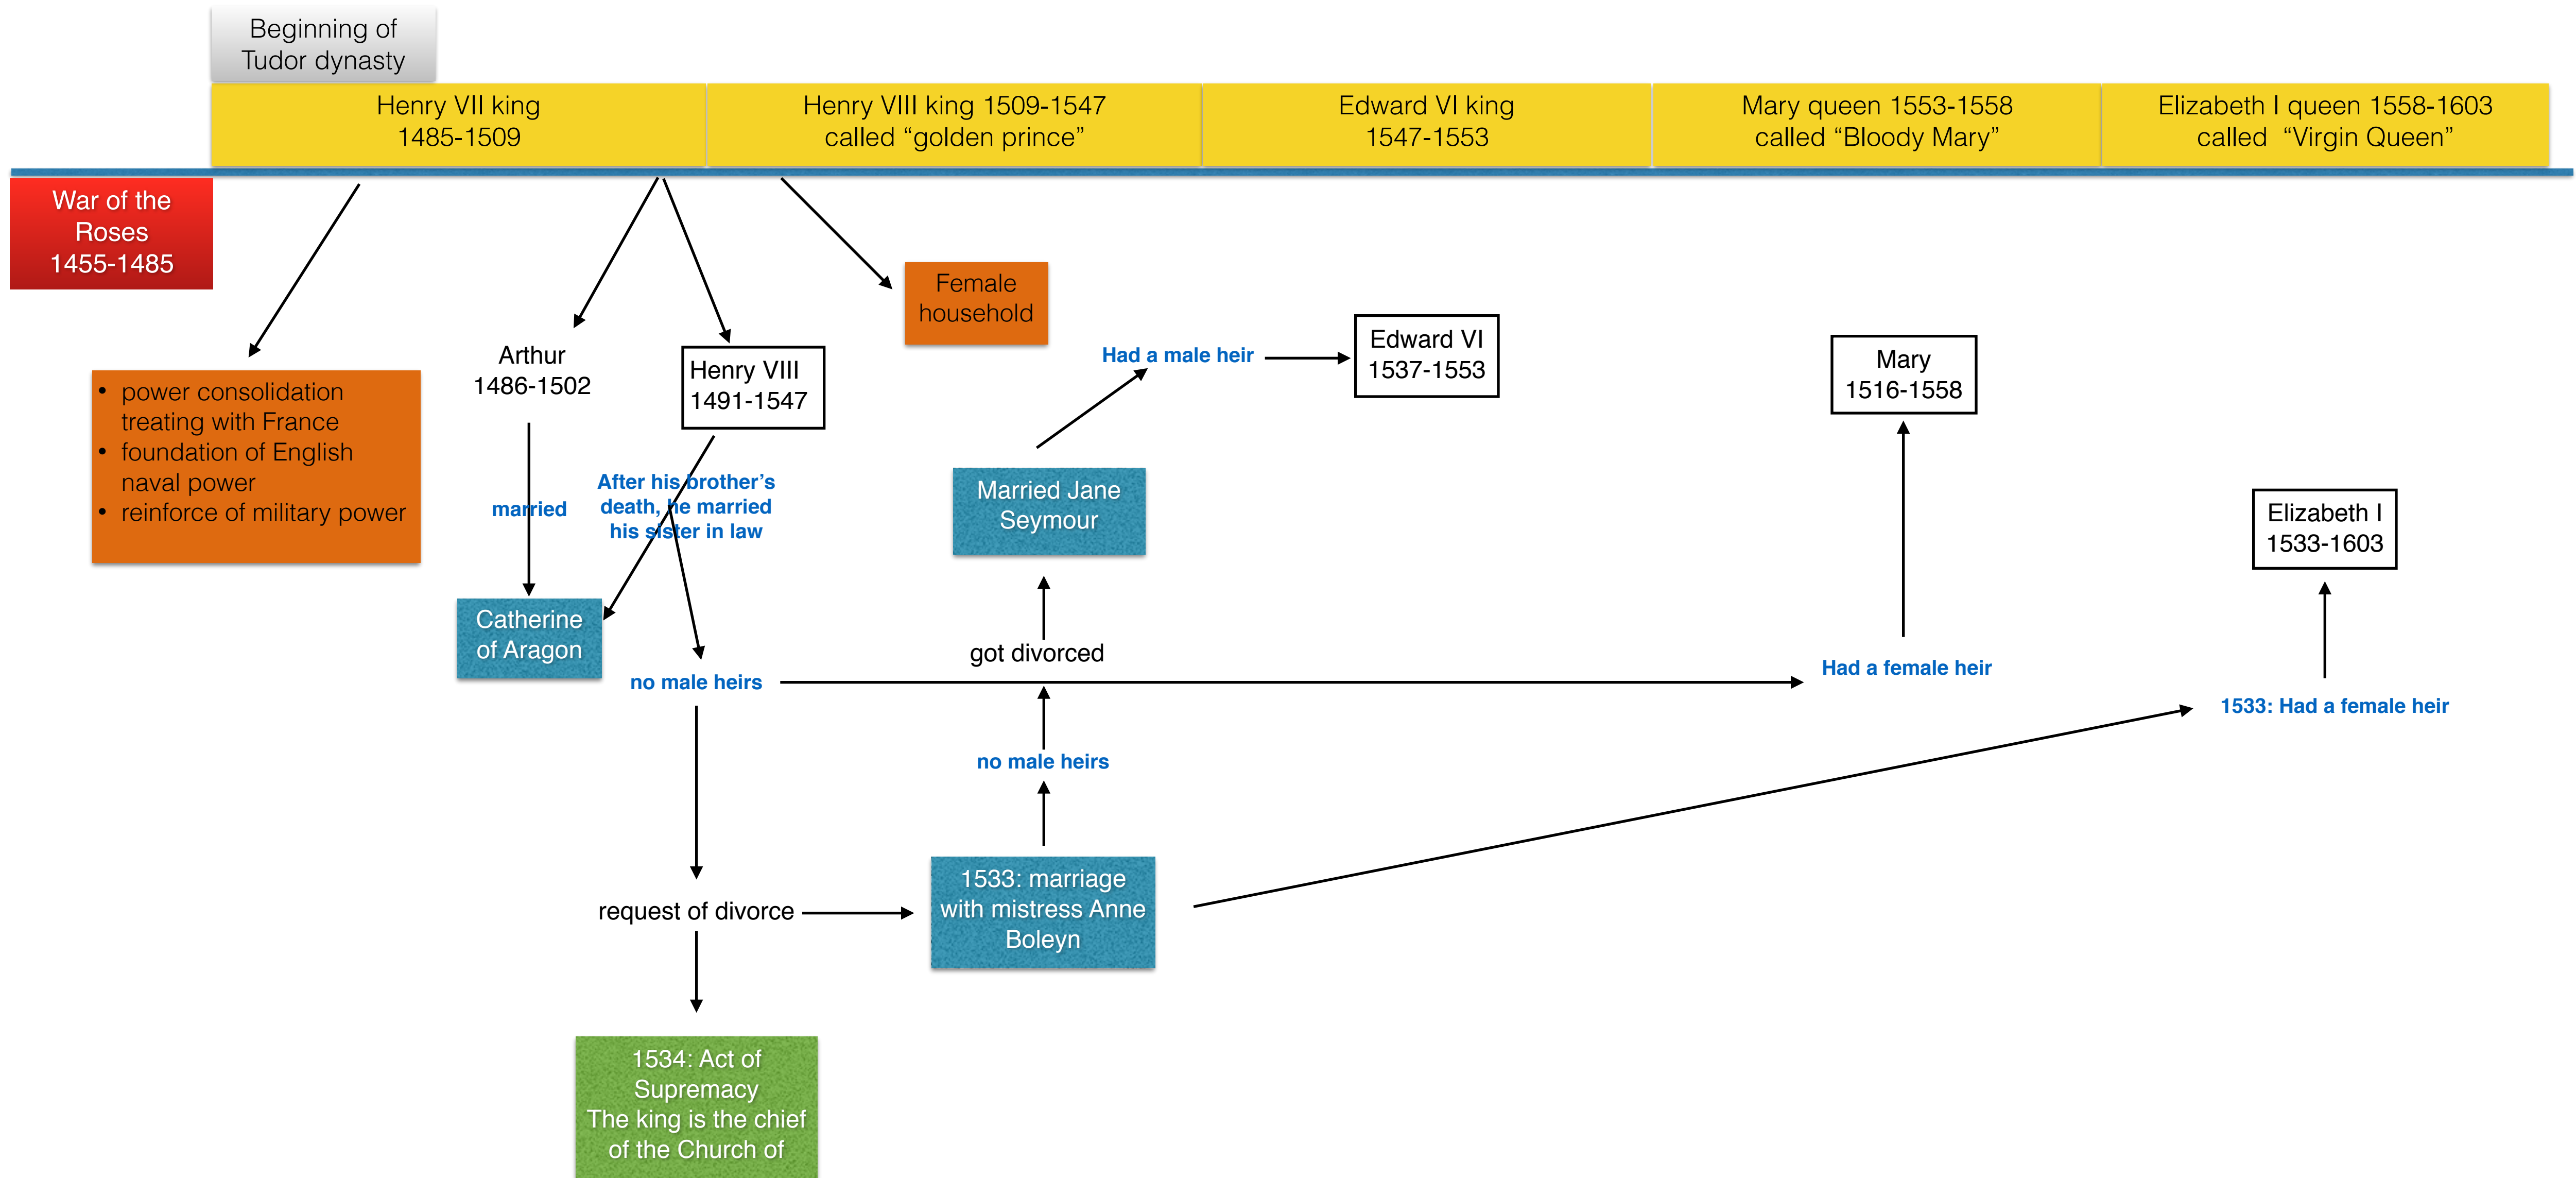 Beginning of
Tudor dynasty
Henry VII king
1485-1509
Henry VIII king 1509-1547
called “golden prince”
Edward VI king
1547-1553
Mary queen 1553-1558
called “Bloody Mary”
Elizabeth I queen 1558-1603
called “Virgin Queen”
War of the
Roses
1455-1485
Female
household
• power consolidation
treating with France
• foundation of English
naval power
• reinforce of military power
Arthur
1486-1502
Henry VIII
1491-1547
Had a male heir
Edward VI
1537-1553
Mary
1516-1558
married
After his brother’s
death, he married
his sister in law
Married Jane
Seymour
Elizabeth I
1533-1603
Catherine
of Aragon
got divorced
no male heirs
Had a female heir
1533: Had a female heir
no male heirs
request of divorce
1533: marriage
with mistress Anne
Boleyn
1534: Act of
Supremacy
The king is the chief
of the Church of